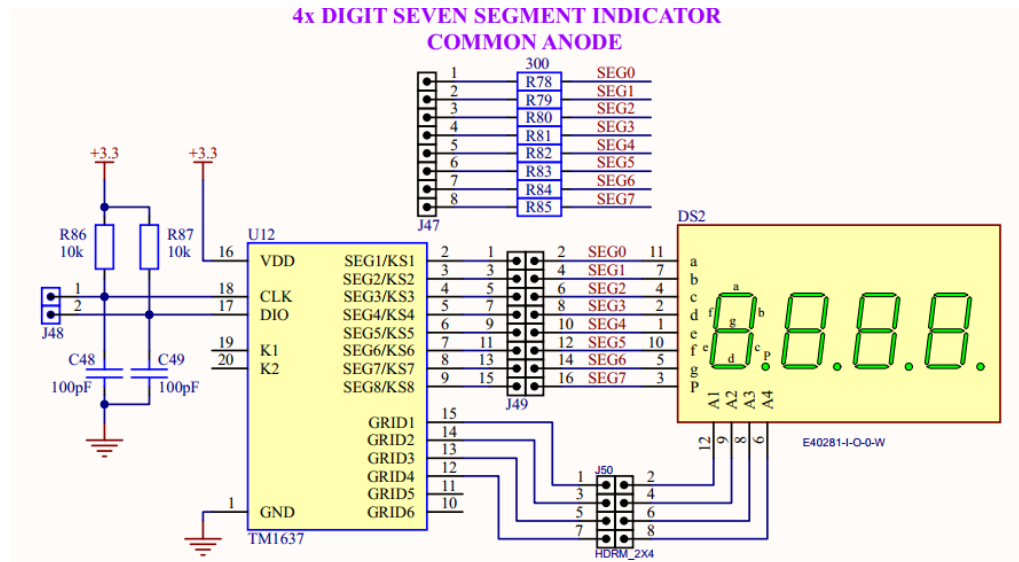 4x DIGIT SEVEN SEGMENT INDICATOR
COMMON ANODE
300
1 R78 SEG0
2 R79 SEG1
3 R80 SEG2
4 R81 SEG3
5 R82 SEG4
6 R83 SEG5
7 R84 SEG6
8 R85 SEG7
J47
+3.3 +3.3
R86 10k
R87 10k
1
2
J48
C48 100pF
C49 100pF
U12
16 VDD SEG1/KS1 2 1 2 SEG0 11 a
SEG2/KS2 3 3 4 SEG1 7 b
18 CLK SEG3/KS3 4 5 6 SEG2 4 c
17 DIO SEG4/KS4 5 7 8 SEG3 2 d
SEG5/KS5 6 9 10 SEG4 1 e
19 K1 SEG6/KS6 7 11 12 SEG5 10 f
20 K2 SEG7/KS7 8 13 14 SEG6 5 g
SEG8/KS8 9 15 16 SEG7 3 P
J49
GRID1 15
GRID2 14
GRID3 13
GRID4 12
GRID5 11
1 GND GRID6 10
TM1637
DS2
a
f b
g
e c
d P
A1 A2 A3 A4
12 9 8 6
E40281-I-O-0-W
J50
1 2
3 4
5 6
7 8
HDRM_2X4